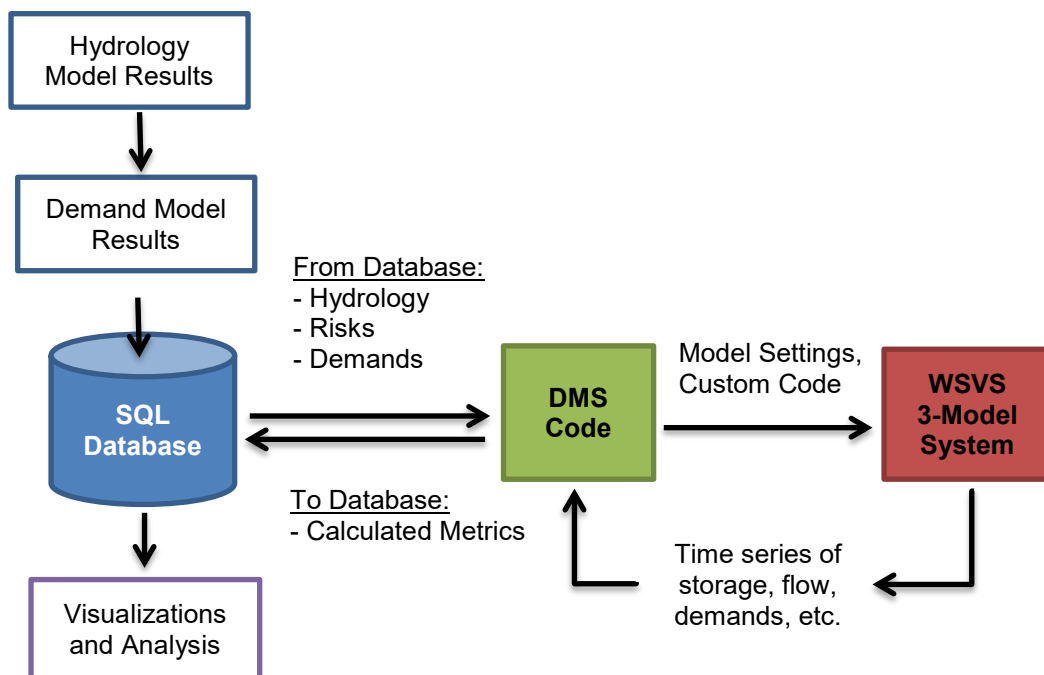 Hydrology
Model Results
Demand Model
Results
From Database:
- Hydrology
- Risks
- Demands
SQL
Database
DMS
Code
Model Settings,
Custom Code
WSVS
3-Model
System
To Database:
- Calculated Metrics
Time series of
storage, flow,
demands, etc.
Visualizations
and Analysis